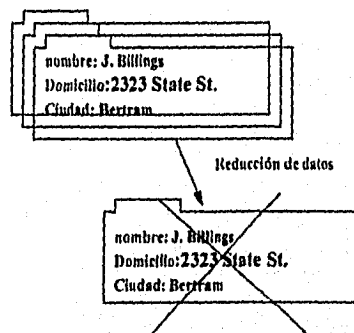 nombre: J. Billings
Domicilio:2323 State St.
Ciudad: Bertram
Reducción de datos
nombre: J. Billings
Domicilio:2323 State St.
Ciudad: Bertram